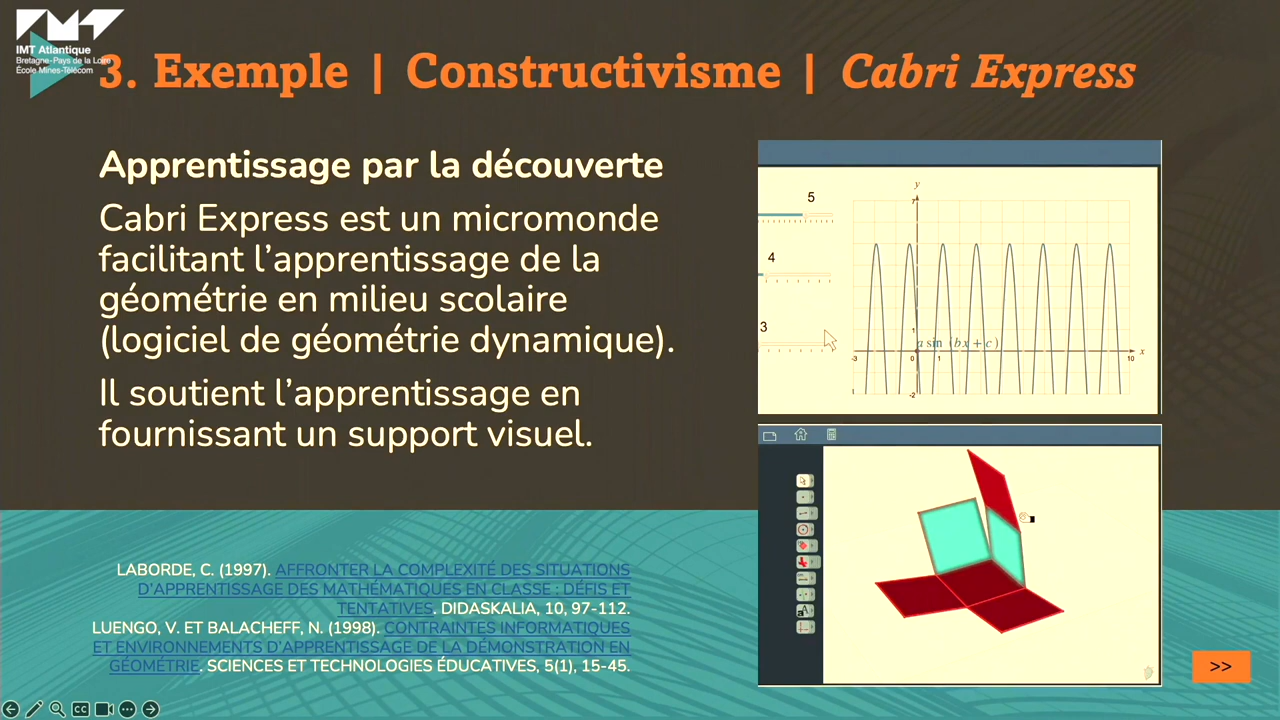 IMT Atlantique
Bretagne-Pays de la Loire
École Mines-Télécom
3. Exemple | Constructivisme | Cabri Express
Apprentissage par la découverte
Cabri Express est un micromonde
facilitant l’apprentissage de la
géométrie en milieu scolaire
(logiciel de géométrie dynamique).
Il soutient l’apprentissage en
fournissant un support visuel.
5
4
3
y
7
1
a sin (bx + c)
-3
0
1
10
x
-2
aA
LABORDE, C. (1997). AFFRONTER LA COMPLEXITÉ DES SITUATIONS
D’APPRENTISSAGE DES MATHÉMATIQUES EN CLASSE : DÉFIS ET
TENTATIVES. DIDASKALIA, 10, 97-112.
LUENGO, V. ET BALACHEFF, N. (1998). CONTRAINTES INFORMATIQUES
ET ENVIRONNEMENTS D’APPRENTISSAGE DE LA DÉMONSTRATION EN
GÉOMÉTRIE. SCIENCES ET TECHNOLOGIES ÉDUCATIVES, 5(1), 15-45.
>>
CC